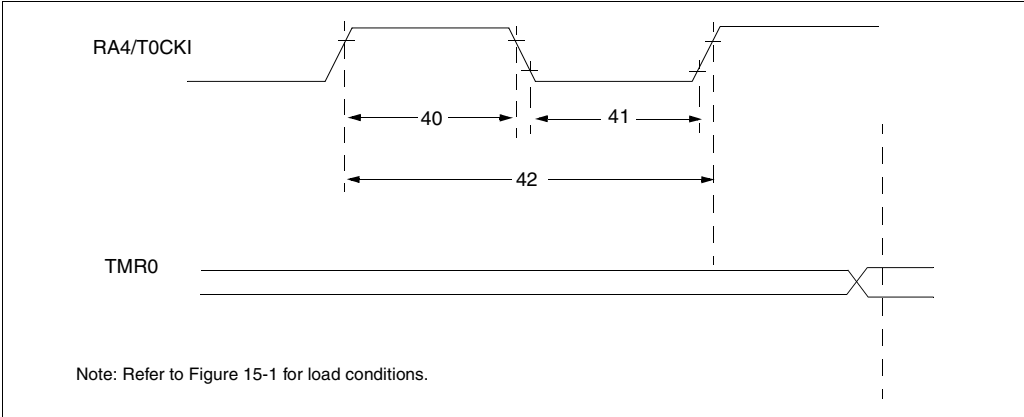 RA4/T0CKI
40
41
42
TMR0
Note: Refer to Figure 15-1 for load conditions.